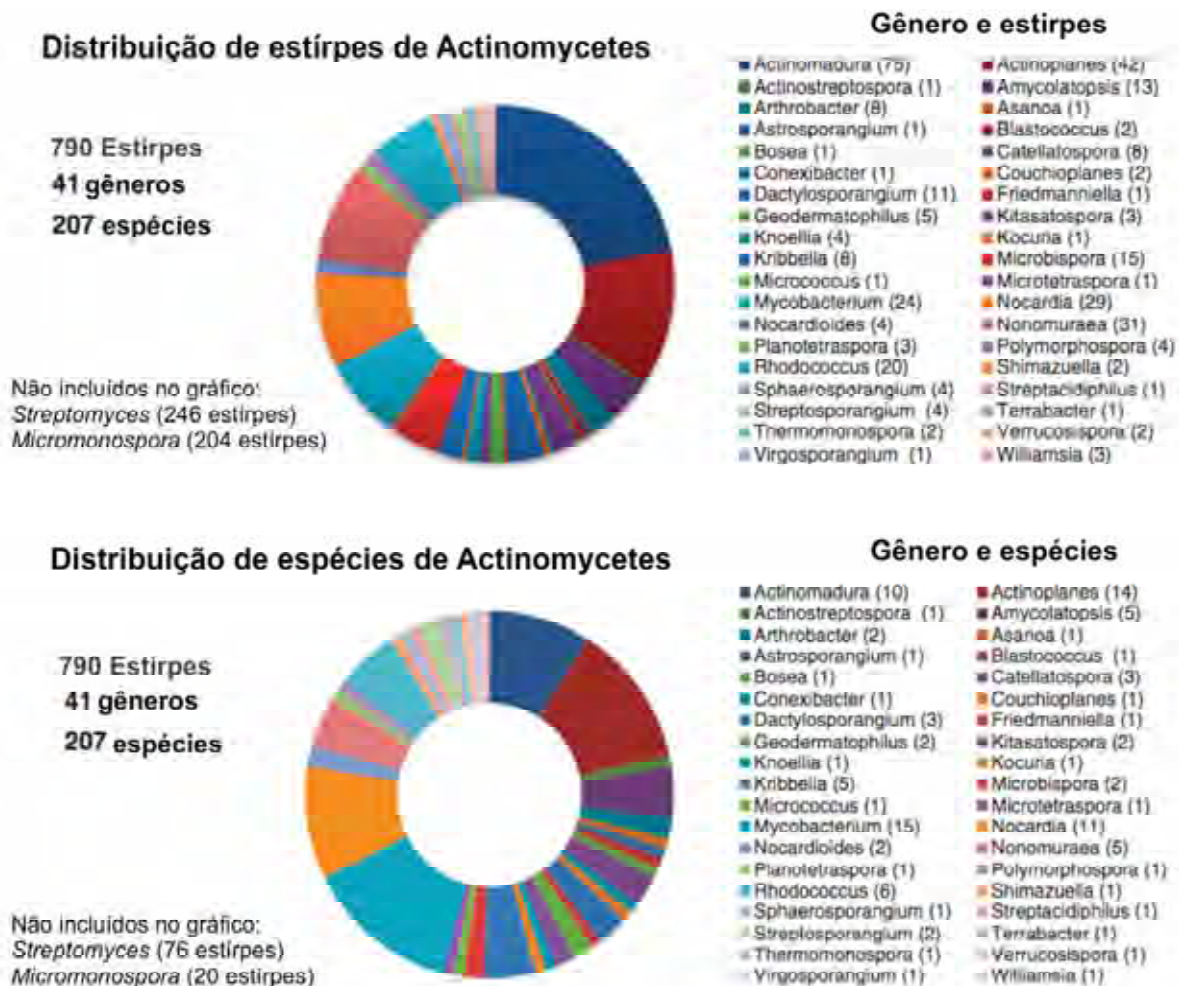 Distribuição de estírpes de Actinomycetes
790 Estirpes
41 gêneros
207 espécies
Não incluídos no gráfico:
Streptomyces (246 estirpes)
Micromonospora (204 estirpes)
Gênero e estirpes
Actinomadura (75) Actinoplanes (42)
Actinostreptospora (1) Amycolatopsis (13)
Arthrobacter (8) Asanoa (1)
Astrosporangium (1) Blastococcus (2)
Bosea (1) Catellatospora (8)
Conexibacter (1) Couchioplanes (2)
Dactylosporangium (11) Friedmanniella (1)
Geodermatophilus (5) Kitasatospora (3)
Knoellia (4) Kocuria (1)
Kribbella (8) Microbispora (15)
Micrococcus (1) Microtetraspora (1)
Mycobacterium (24) Nocardia (29)
Nocardioides (4) Nonomuraea (31)
Planotetraspora (3) Polymorphospora (4)
Rhodococcus (20) Shimazuella (2)
Sphaerosporangium (4) Streptacidiphilus (1)
Streptosporangium (4) Terrabacter (1)
Thermomonospora (2) Verrucosispora (2)
Virgosporangium (1) Williamsia (3)
Distribuição de espécies de Actinomycetes
790 Estirpes
41 gêneros
207 espécies
Não incluídos no gráfico:
Streptomyces (76 estirpes)
Micromonospora (20 estirpes)
Gênero e espécies
Actinomadura (10) Actinoplanes (14)
Actinostreptospora (1) Amycolatopsis (5)
Arthrobacter (2) Asanoa (1)
Astrosporangium (1) Blastococcus (1)
Bosea (1) Catellatospora (3)
Conexibacter (1) Couchioplanes (1)
Dactylosporangium (3) Friedmanniella (1)
Geodermatophilus (2) Kitasatospora (2)
Knoellia (1) Kocuria (1)
Kribbella (5) Microbispora (2)
Micrococcus (1) Microtetraspora (1)
Mycobacterium (15) Nocardia (11)
Nocardioides (2) Nonomuraea (5)
Planotetraspora (1) Polymorphospora (1)
Rhodococcus (6) Shimazuella (1)
Sphaerosporangium (1) Streptacidiphilus (1)
Streptosporangium (2) Terrabacter (1)
Thermomonospora (1) Verrucosispora (1)
Virgosporangium (1) Williamsia (1)